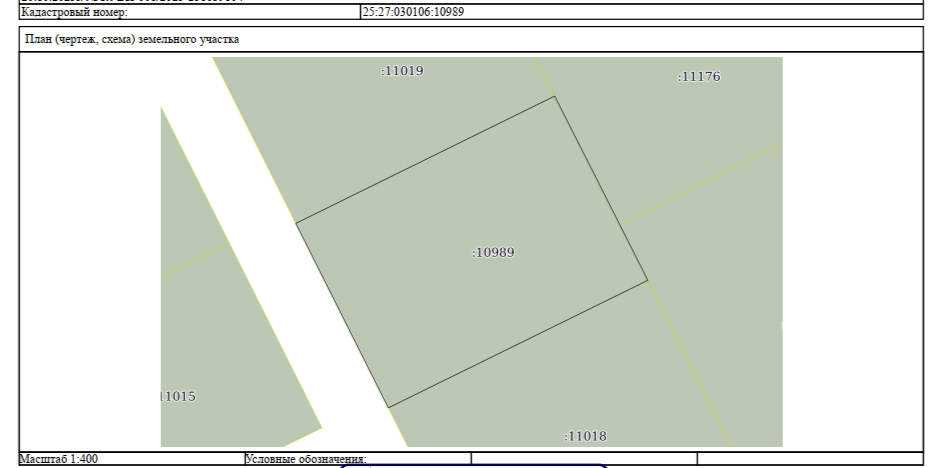 Кадастровый номер: 25:27:030106:10989
План (чертеж, схема) земельного участка
:11019
:11176
:10989
11015
:11018
Масштаб 1:400 Условные обозначения: